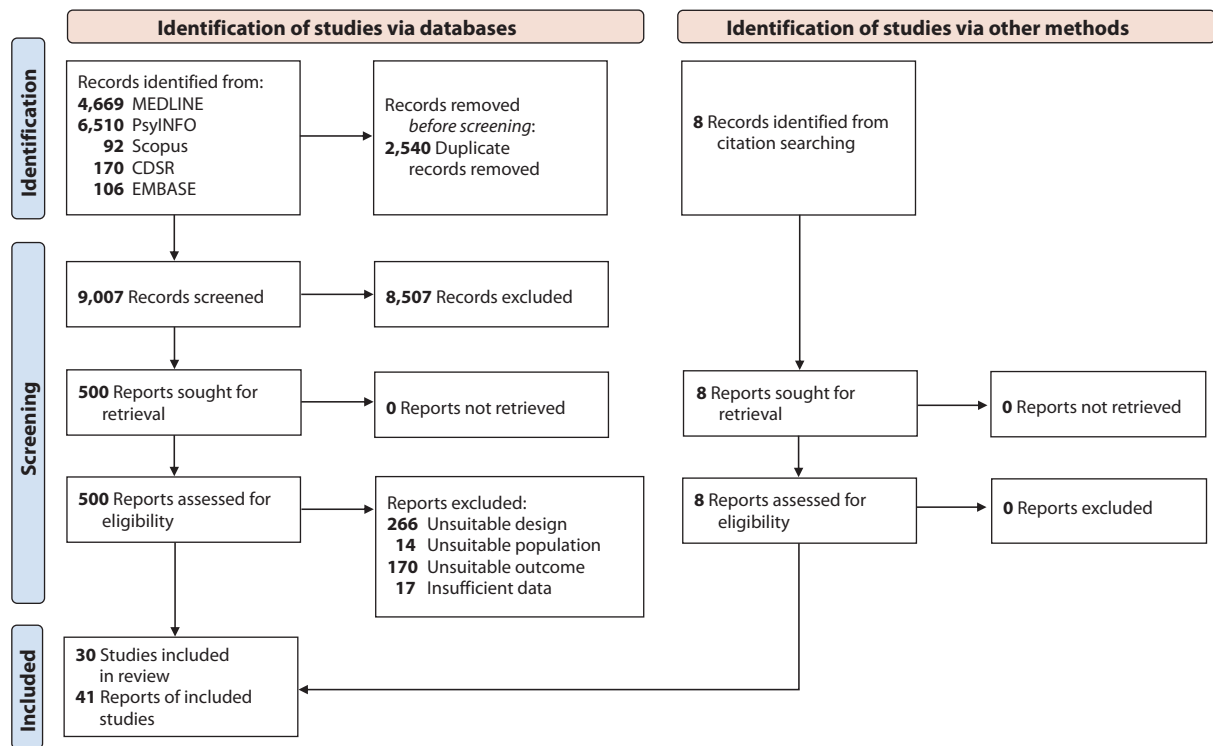 Identification of studies via databases
Identification of studies via other methods
Identification
Records identified from:
4,669 MEDLINE
6,510 PsyINFO
92 Scopus
170 CDSR
106 EMBASE
Records removed
before screening:
2,540 Duplicate
records removed
8 Records identified from
citation searching
Screening
9,007 Records screened
8,507 Records excluded
500 Reports sought for
retrieval
0 Reports not retrieved
8 Reports sought for
retrieval
0 Reports not retrieved
500 Reports assessed for
eligibility
Reports excluded:
266 Unsuitable design
14 Unsuitable population
170 Unsuitable outcome
17 Insufficient data
8 Reports assessed for
eligibility
0 Reports excluded
Included
30 Studies included
in review
41 Reports of included
studies